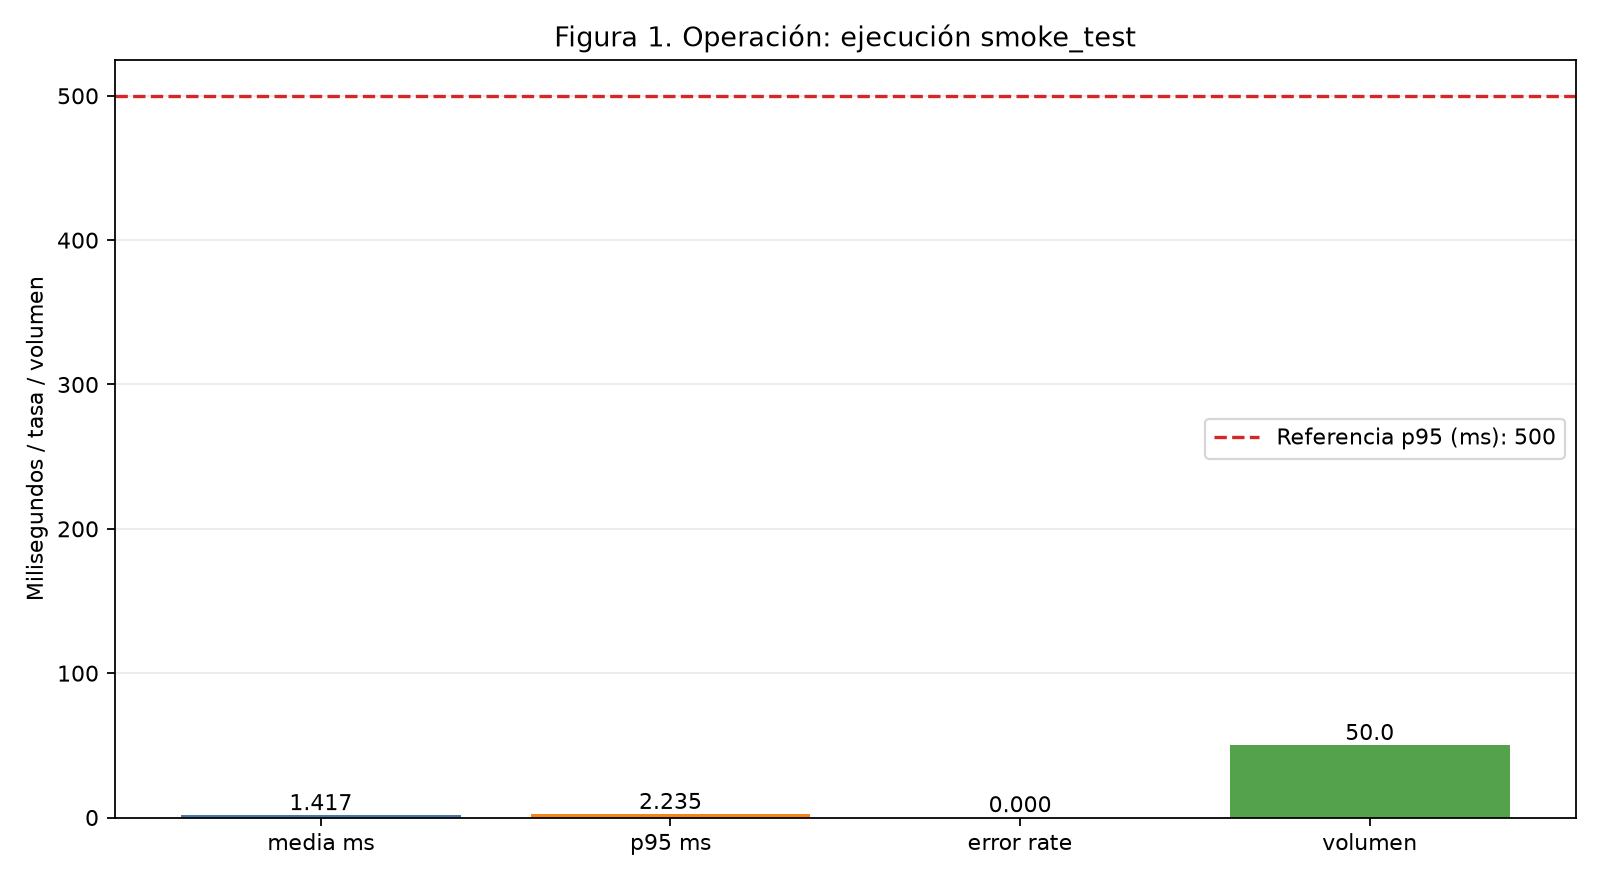 Figura 1. Operación: ejecución smoke_test
Milisegundos / tasa / volumen
500
400
300
200
100
0
Referencia p95 (ms): 500
1.417
2.235
0.000
50.0
media ms
p95 ms
error rate
volumen